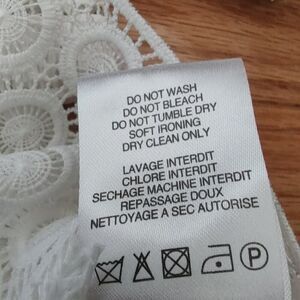 DO NOT WASH
DO NOT BLEACH
DO NOT TUMBLE DRY
SOFT IRONING
DRY CLEAN ONLY
LAVAGE INTERDIT
CHLORE INTERDIT
SECHAGE MACHINE INTERDIT
REPASSAGE DOUX
NETTOYAGE A SEC AUTORISE
P